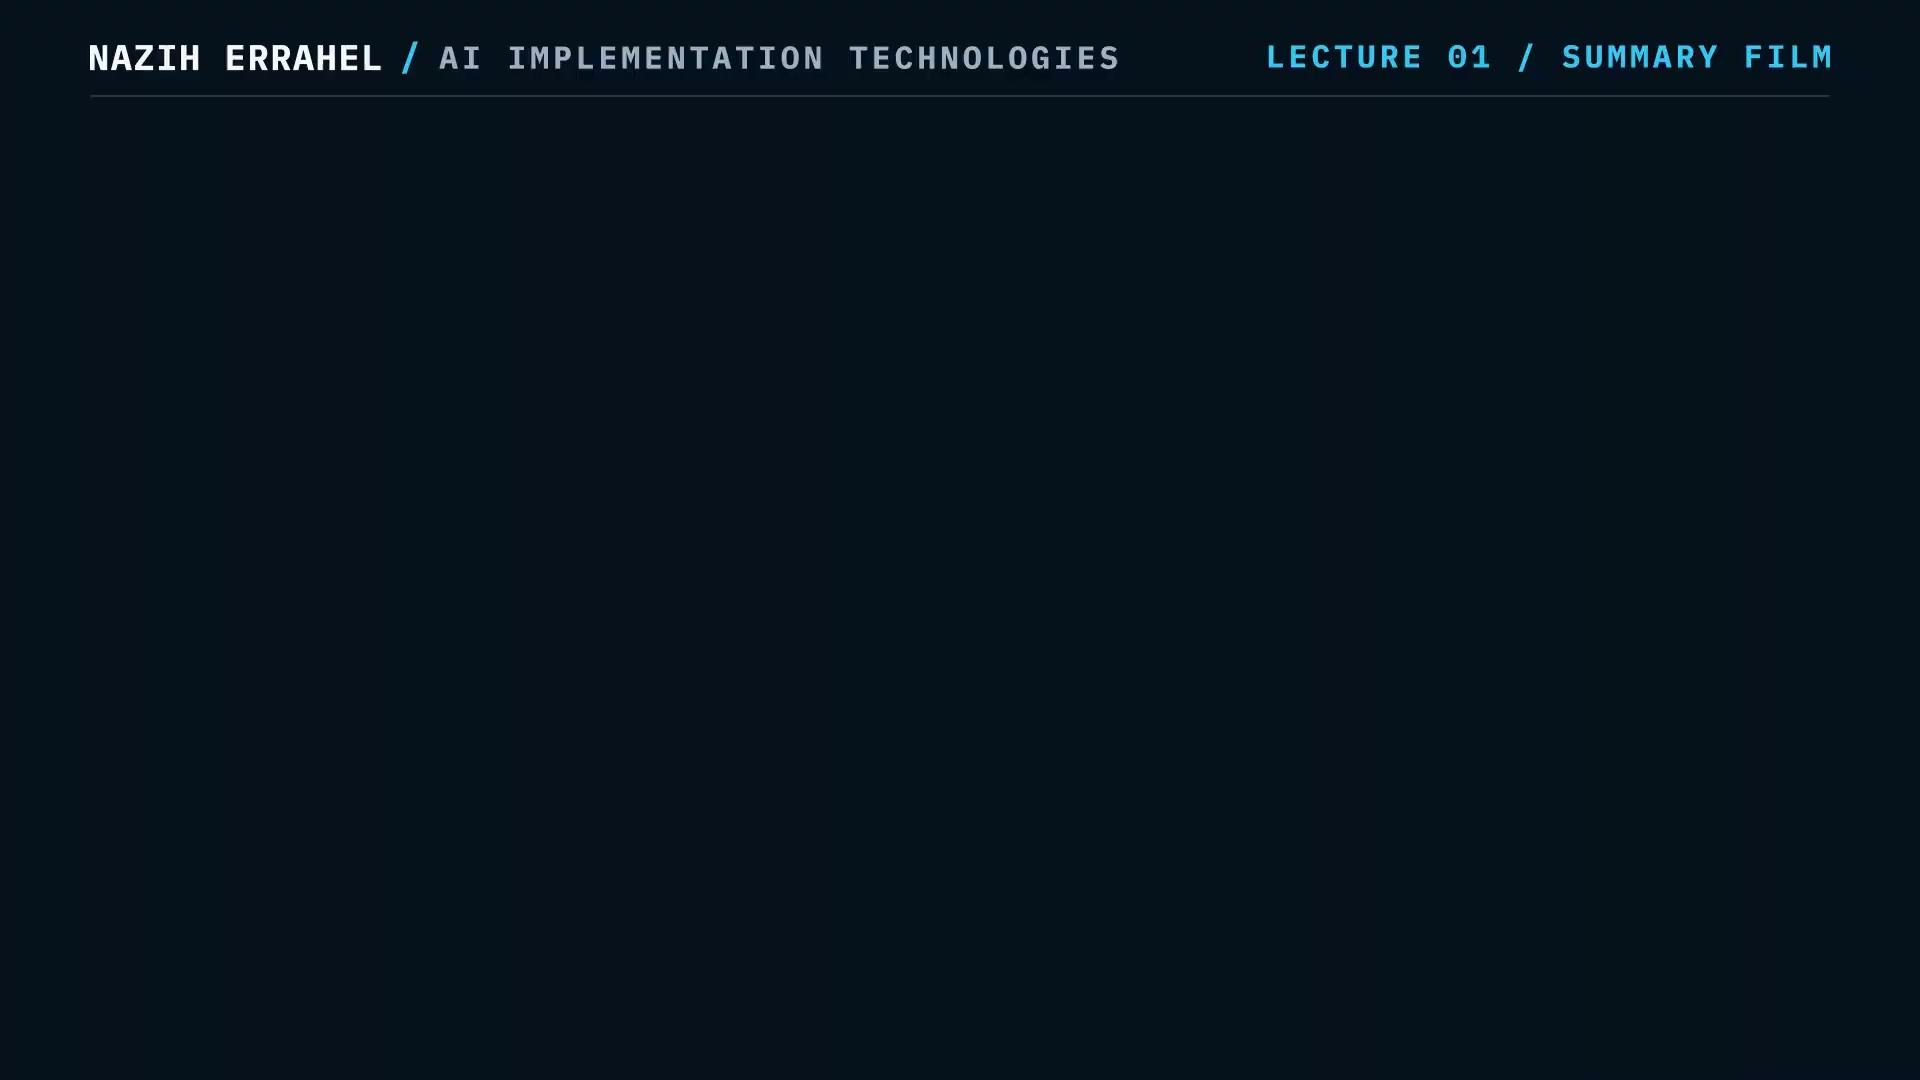 NAZIH ERRAHEL / AI IMPLEMENTATION TECHNOLOGIES
LECTURE 01 / SUMMARY FILM